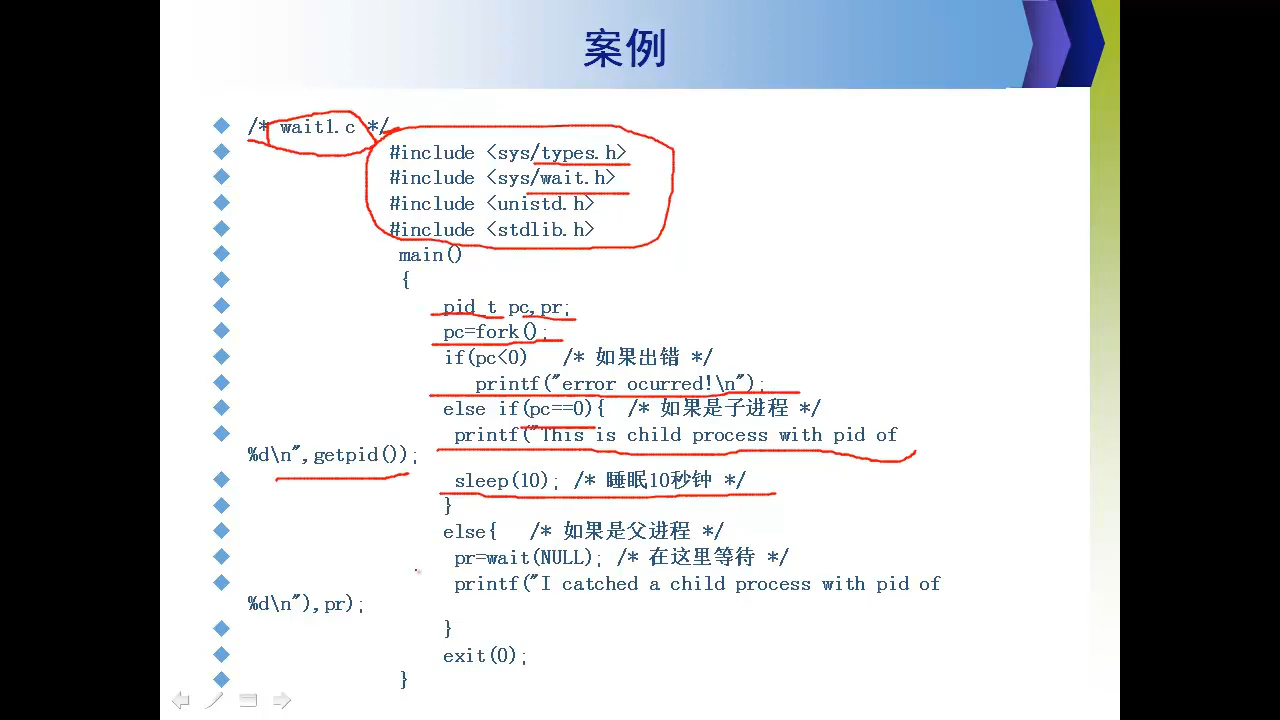 案例
/* wait1.c */
#include <sys/types.h>
#include <sys/wait.h>
#include <unistd.h>
#include <stdlib.h>
main()
{
pid_t pc,pr;
pc=fork();
if(pc<0) /* 如果出错 */
printf("error ocurred!\n");
else if(pc==0){ /* 如果是子进程 */
printf("This is child process with pid of
%d\n",getpid());
sleep(10); /* 睡眠10秒钟 */
}
else{ /* 如果是父进程 */
pr=wait(NULL); /* 在这里等待 */
printf("I catched a child process with pid of
%d\n"),pr);
}
exit(0);
}